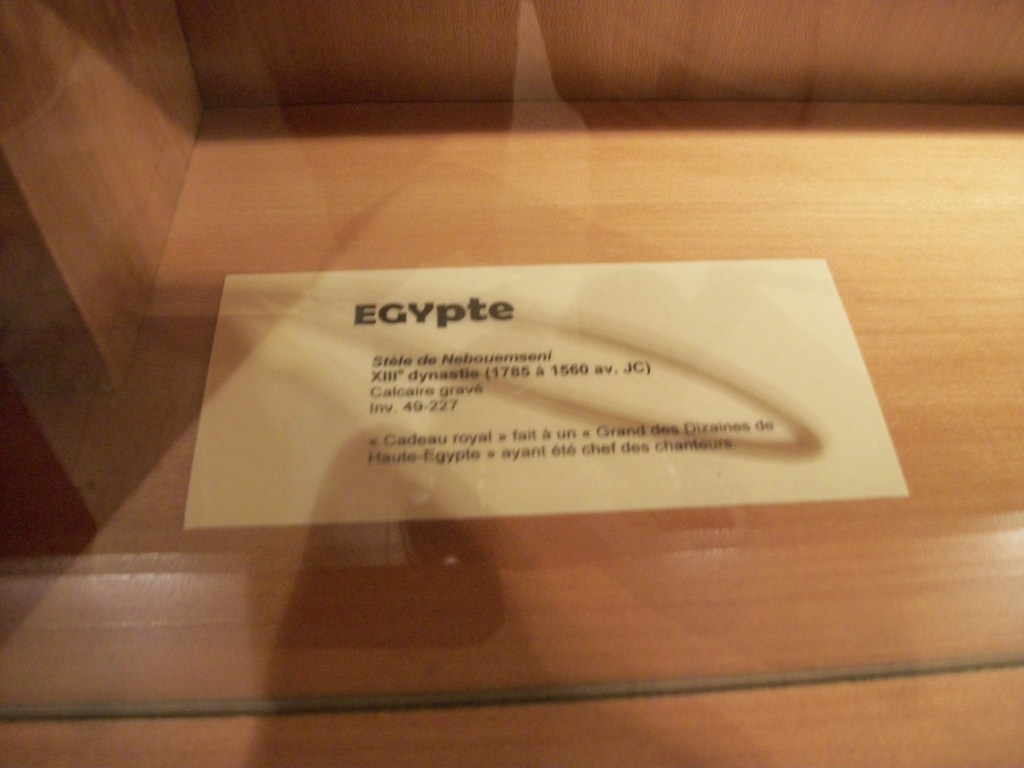 EGYpte
Stèle de Nebouemseni
XIII° dynastie (1785 à 1560 av. JC)
Calcaire gravé
Inv. 49-227
« Cadeau royal » fait à un « Grand des Dizaines de
Haute-Egypte » ayant été chef des chanteurs.